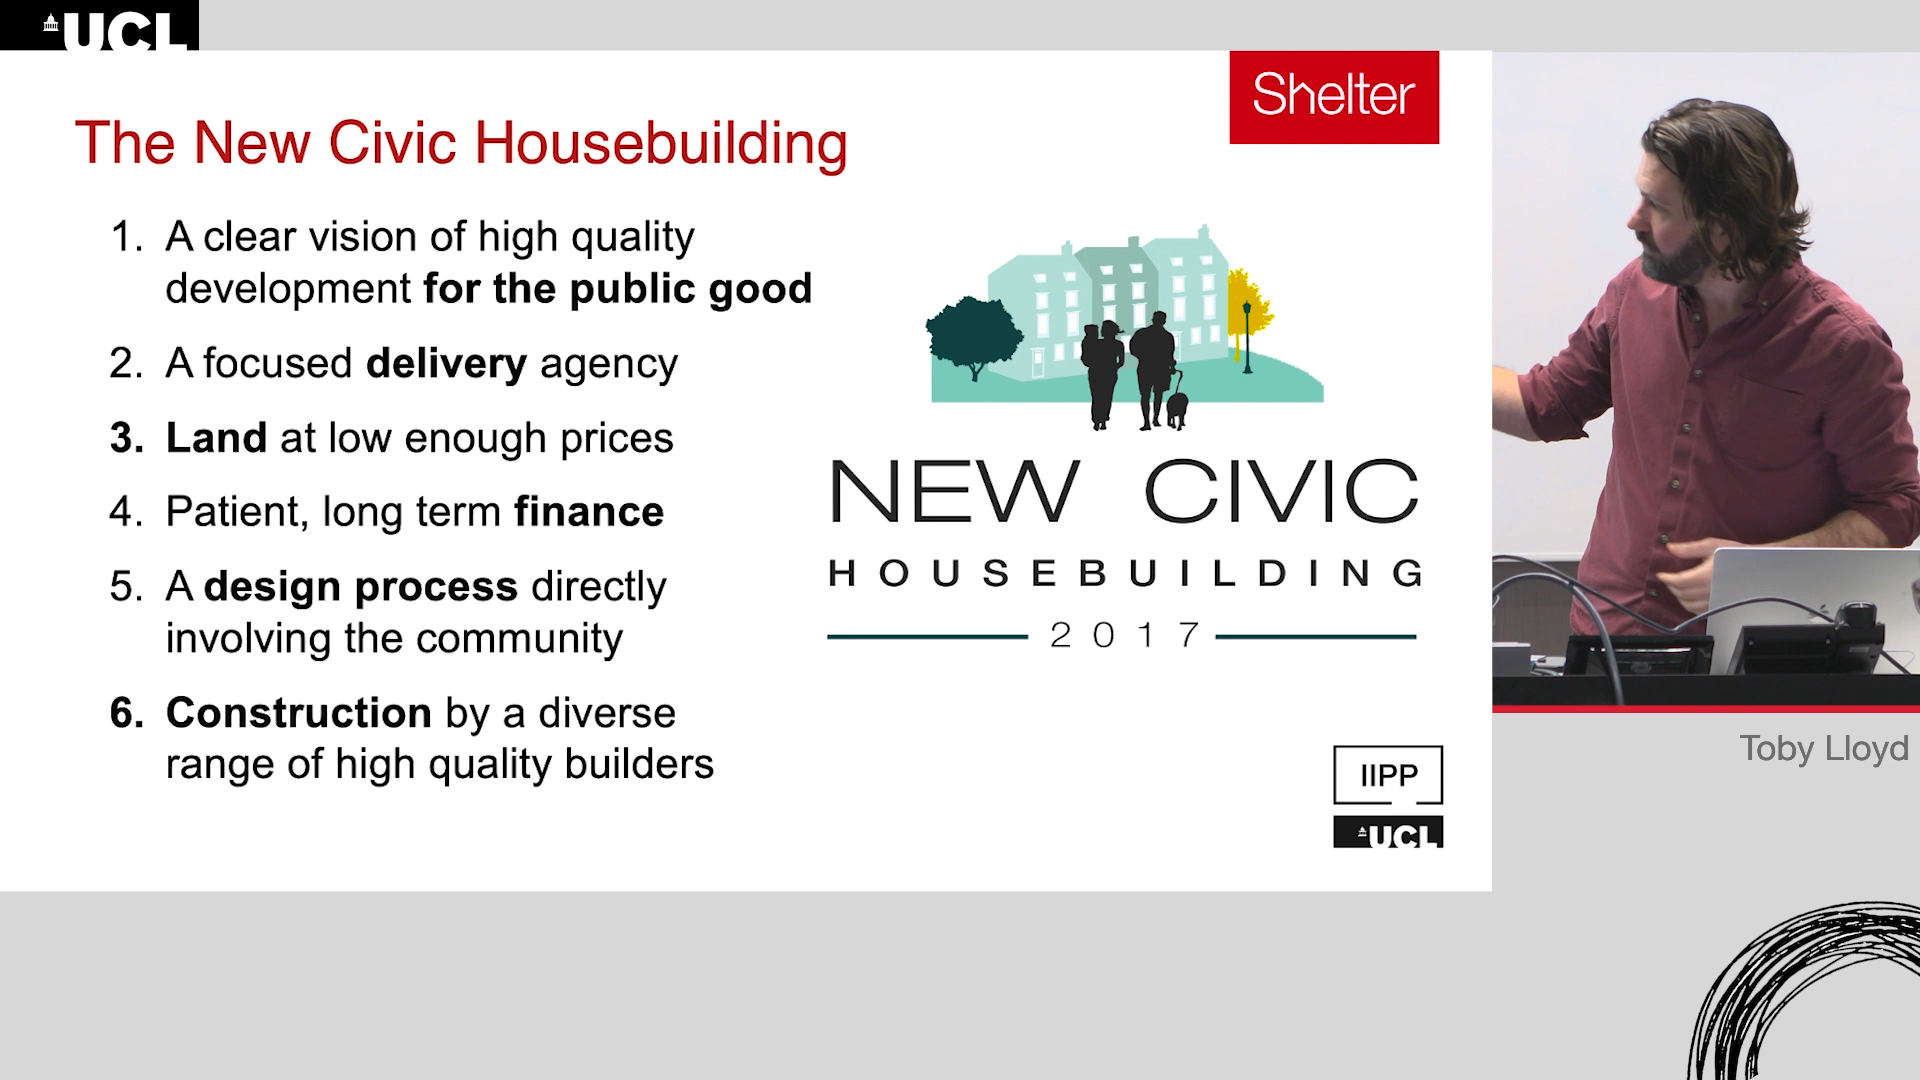 UCL
Shelter
The New Civic Housebuilding
1. A clear vision of high quality
development for the public good
2. A focused delivery agency
3. Land at low enough prices
4. Patient, long term finance
5. A design process directly
involving the community
6. Construction by a diverse
range of high quality builders
NEW CIVIC
HOUSEBUILDING
2017
IIPP
UCL
Toby Lloyd